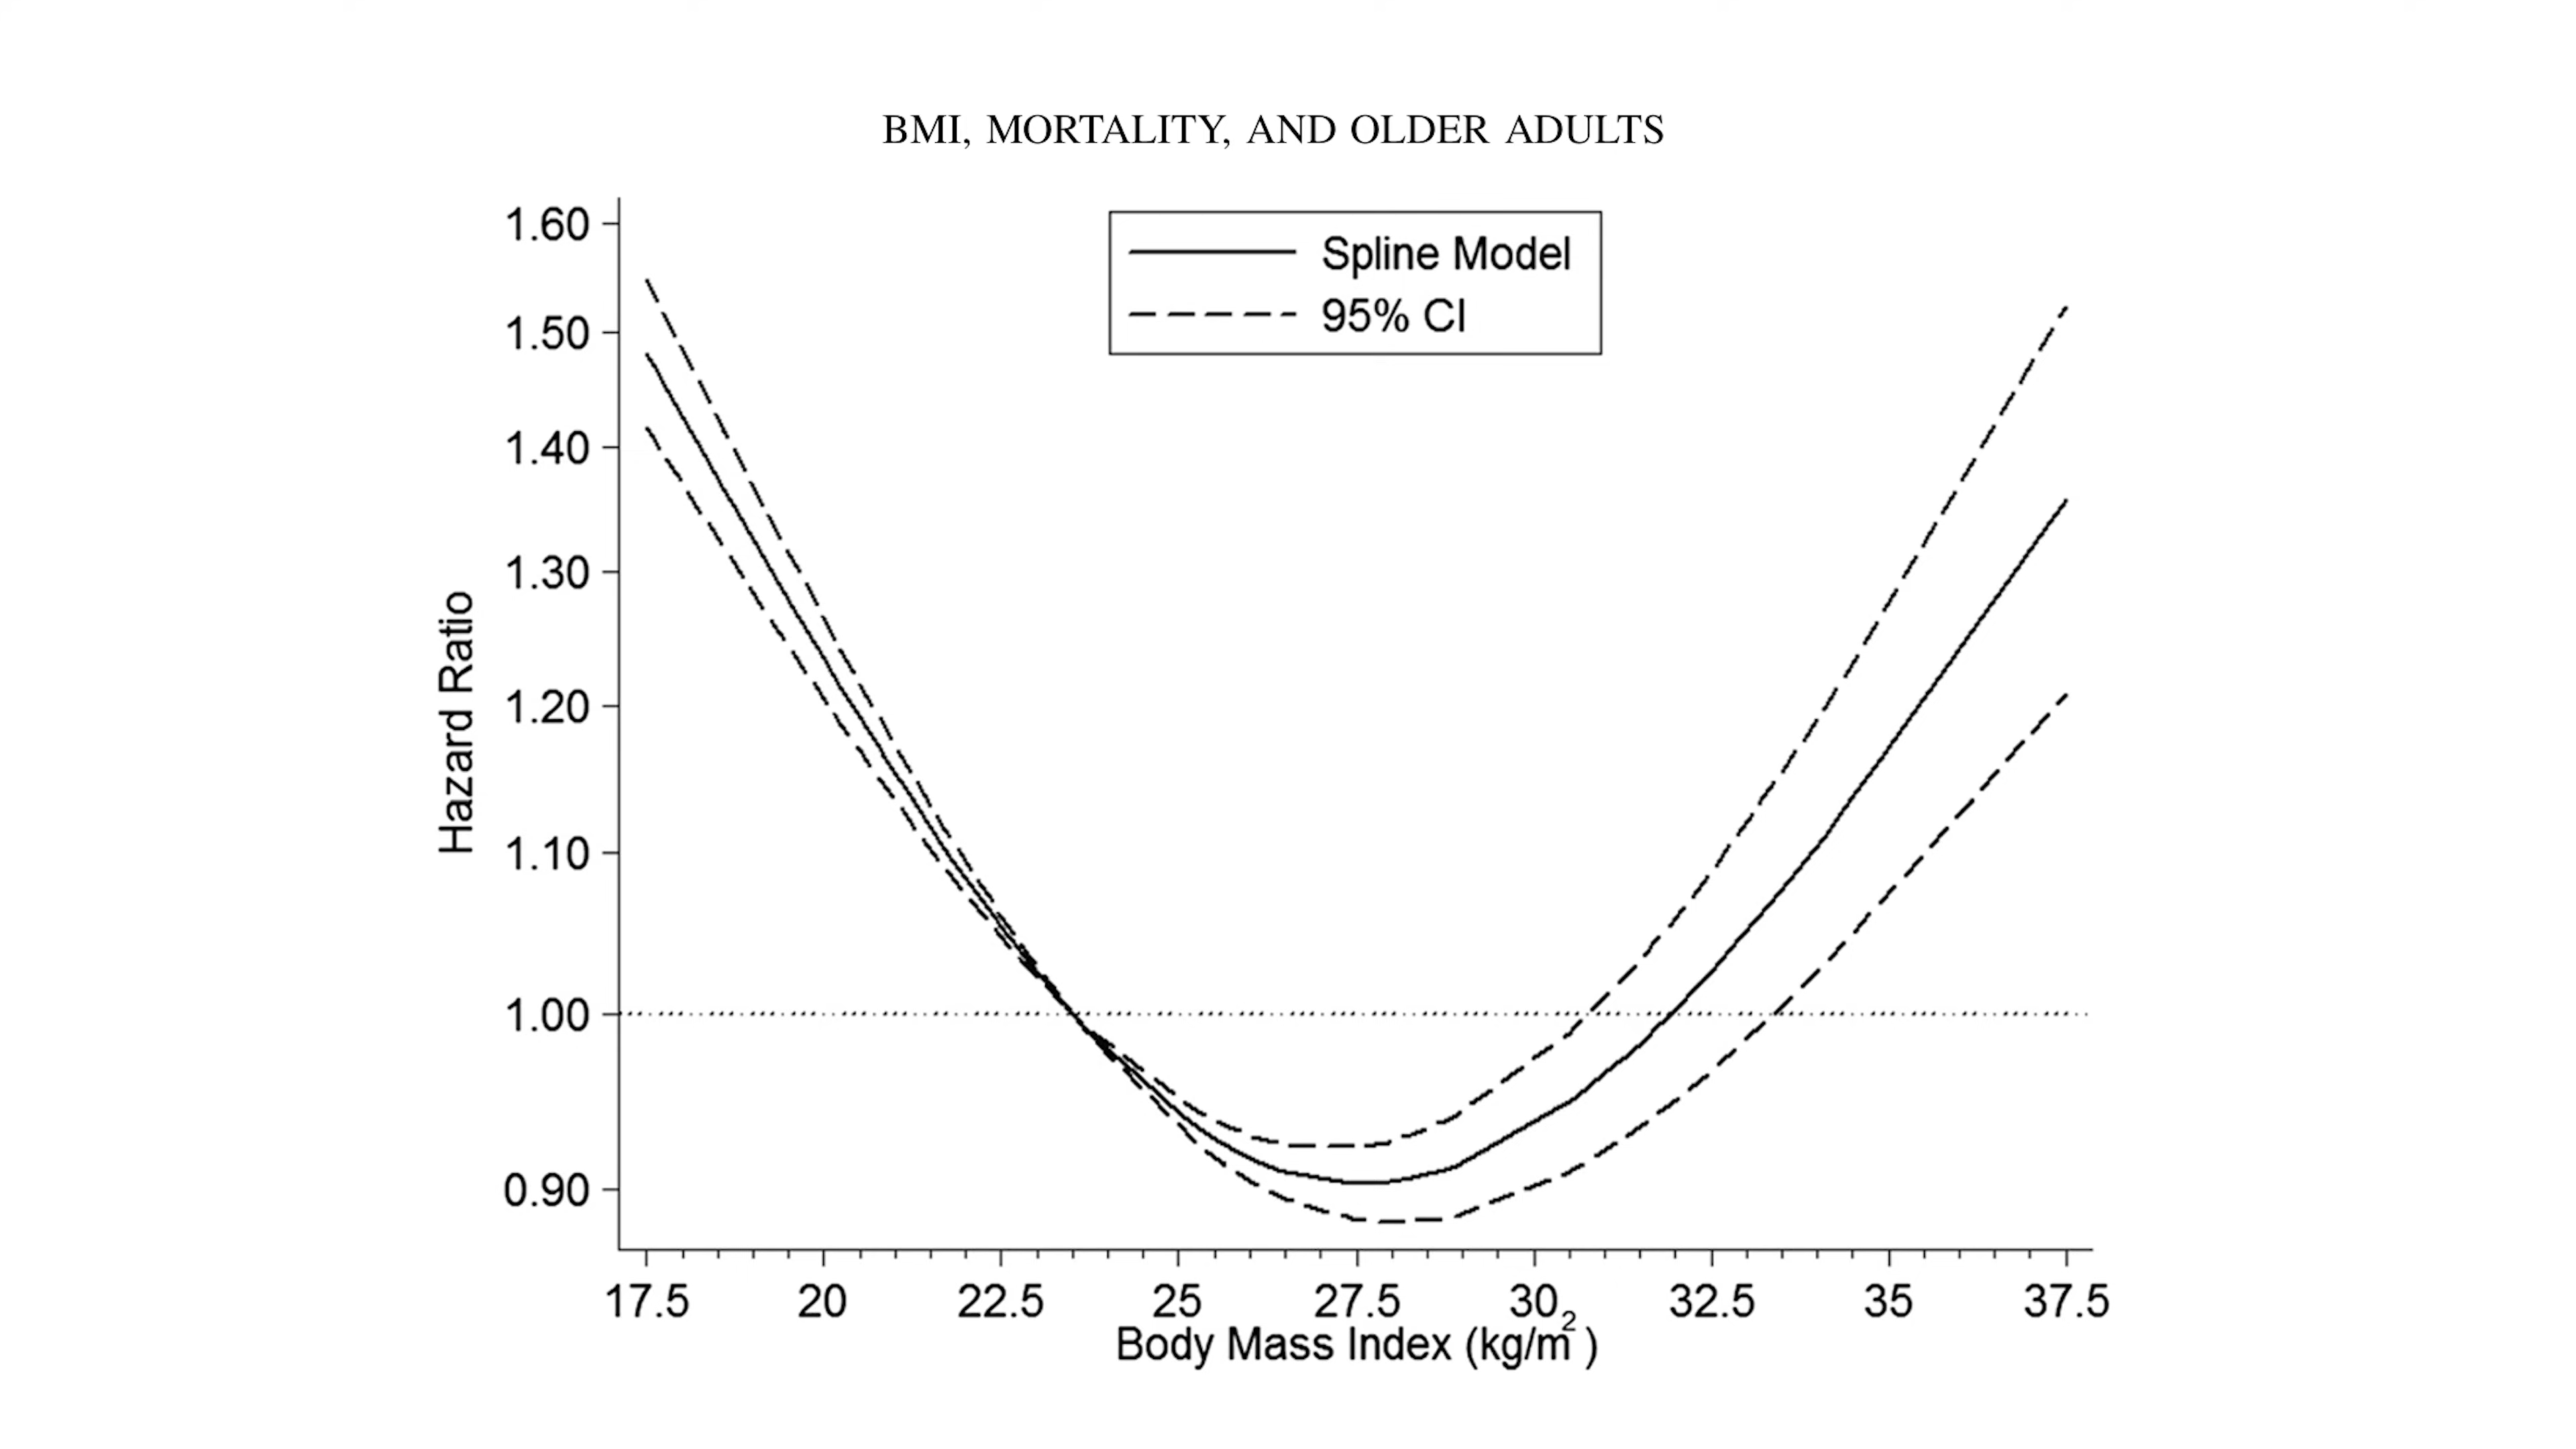 BMI, MORTALITY, AND OLDER ADULTS
Spline Model
95% CI
1.60
1.50
1.40
1.30
1.20
1.10
1.00
0.90
Hazard Ratio
17.5 20 22.5 25 27.5 30 32.5 35 37.5
Body Mass Index (kg/m²)